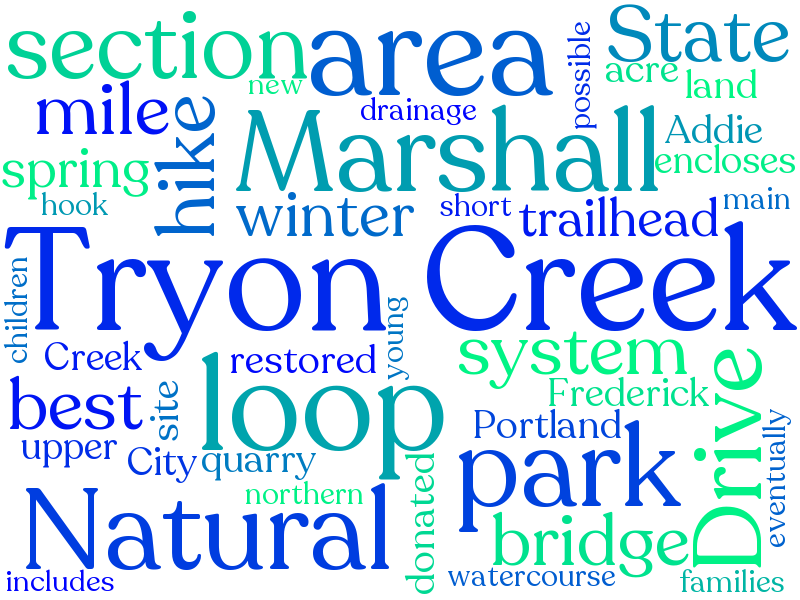 section
area
State
new
possible
acre
land
mile
hike
drainage
Marshall
Addie
spring
encloses
hook
winter
short
trailhead
main
Tryon Creek
children
Creek
restored
young
system
loop
Frederick
Drive
best
site
Portland
eventually
upper
City
quarry
park
Natural
northern
donated
bridge
includes
watercourse
families